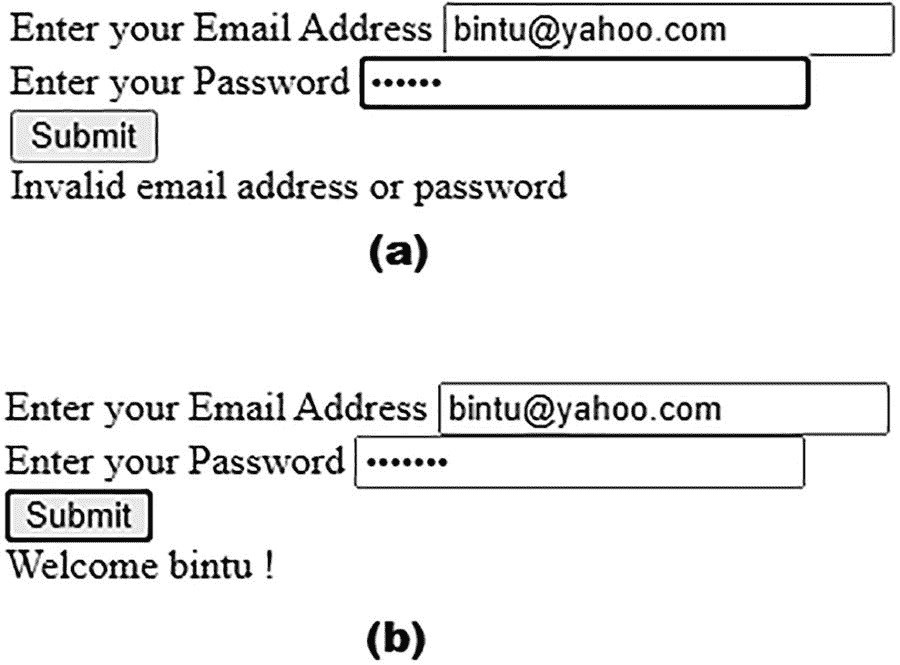 Enter your Email Address bintu@yahoo.com
Enter your Password ••••••
Submit
Invalid email address or password
(a)
Enter your Email Address bintu@yahoo.com
Enter your Password •••••••
Submit
Welcome bintu !
(b)